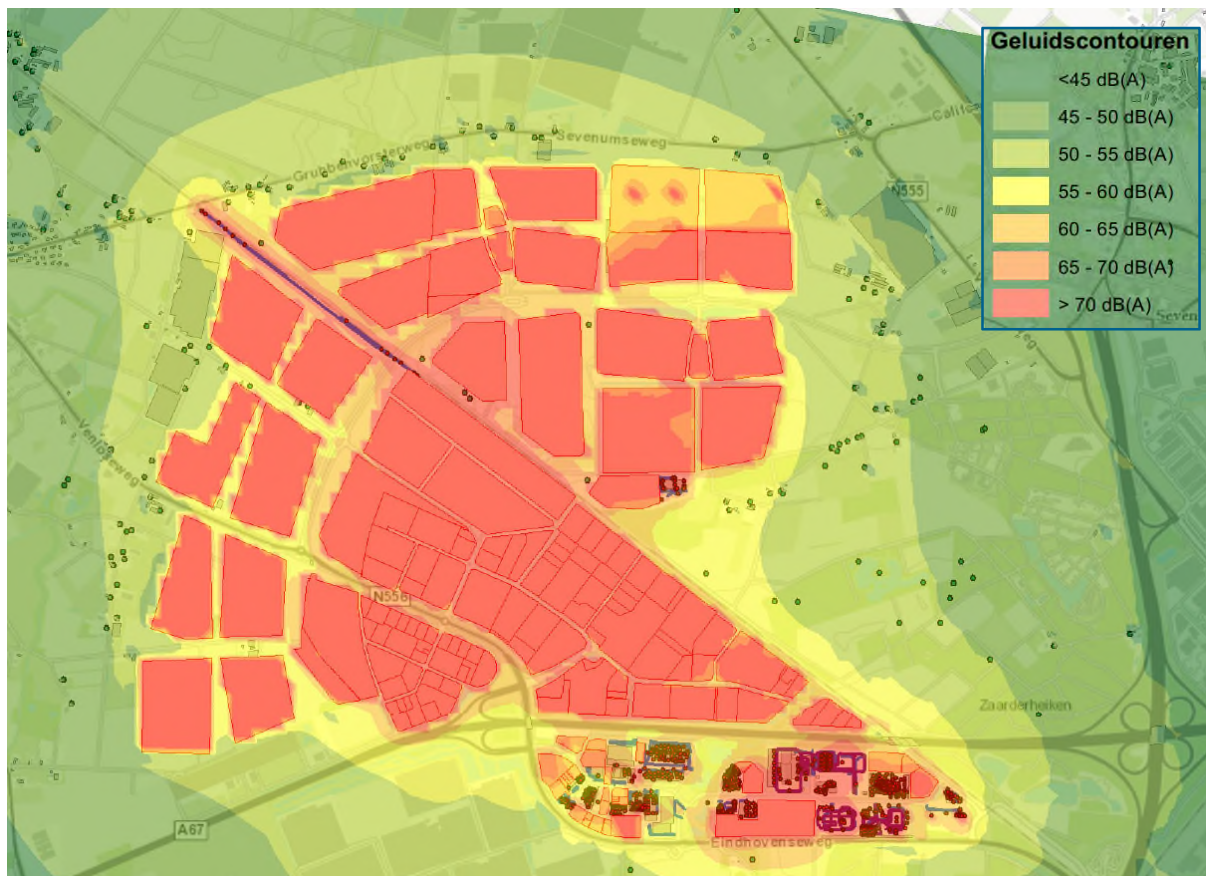 Geluidscontouren
<45 dB(A)
45 - 50 dB(A)
50 - 55 dB(A)
55 - 60 dB(A)
60 - 65 dB(A)
65 - 70 dB(A)
> 70 dB(A)
Sevenumseweg
Grubbenvorsterweg
N555
Seven
Venloseweg
N556
Zaarderheiken
A67
Eindhovenseweg